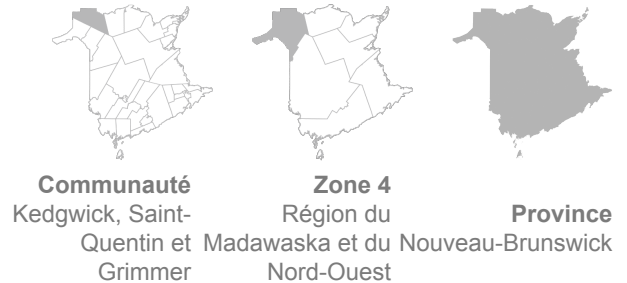 Communauté
Kedgwick, Saint-
Quentin et
Grimmer
Zone 4
Région du
Madawaska et du
Nord-Ouest
Province
Nouveau-Brunswick